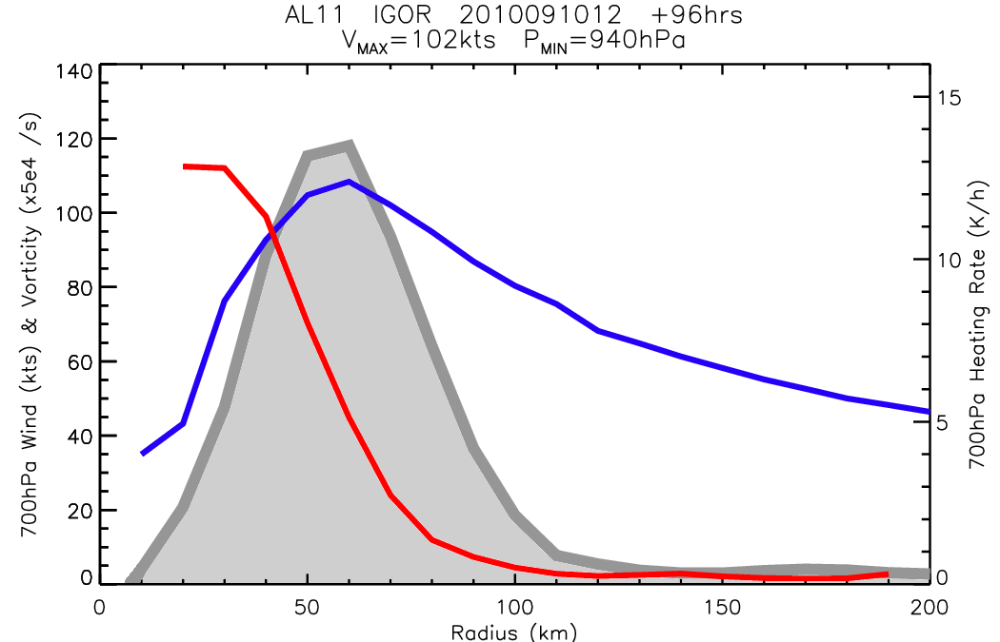 AL11 IGOR 2010091012 +96hrs
VMAX=102kts PMIN=940hPa
140
120
100
80
60
40
20
0
700hPa Wind (kts) & Vorticity (x5e4 /s)
15
10
5
0
700hPa Heating Rate (K/h)
0 50 100 150 200
Radius (km)